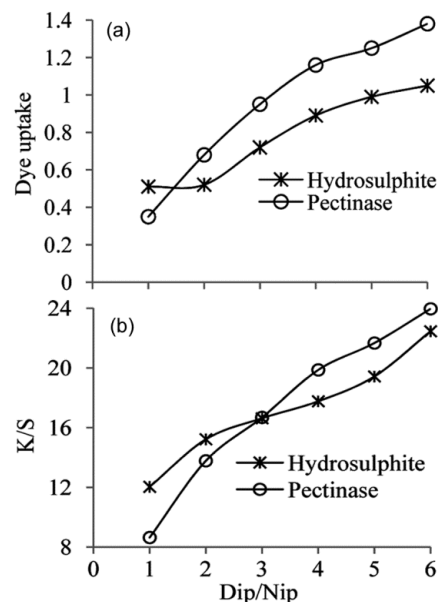 (a)
Dye uptake
1.4
1.2
1
0.8
0.6
0.4
0.2
0
Hydrosulphite
Pectinase
(b)
K/S
24
20
16
12
8
Hydrosulphite
Pectinase
0 1 2 3 4 5 6
Dip/Nip